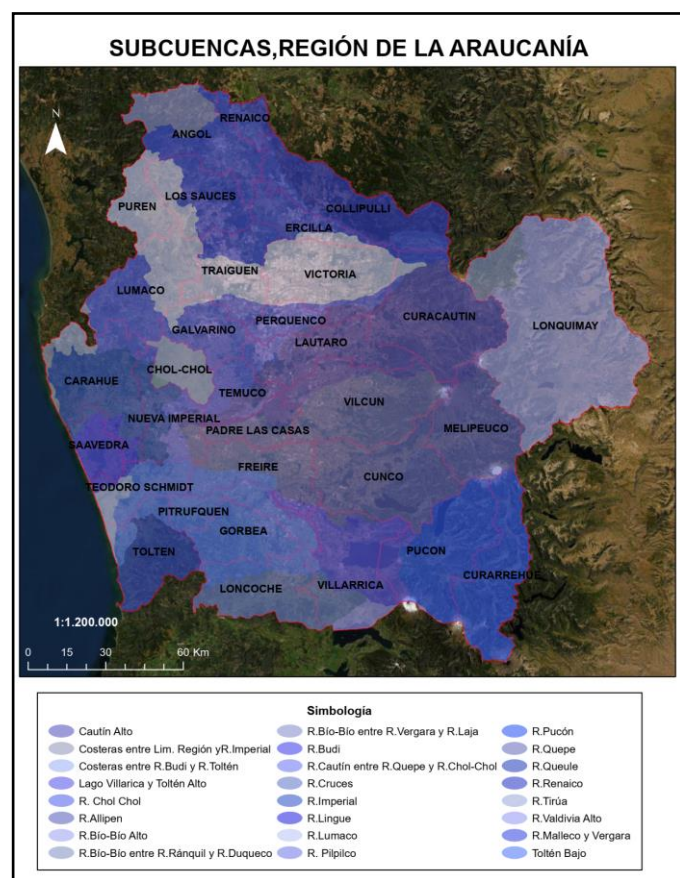 SUBCUENCAS,REGIÓN DE LA ARAUCANÍA
N
RENAICO
ANGOL
LOS SAUCES
COLLIPULLI
PUREN
ERCILLA
TRAIGUEN
VICTORIA
LUMACO
LONQUIMAY
GALVARINO
PERQUENCO
CURACAUTIN
LAUTARO
CHOL-CHOL
CARAHUE
TEMUCO
VILCUN
NUEVA IMPERIAL
PADRE LAS CASAS
MELIPEUCO
SAAVEDRA
FREIRE
CUNCO
TEODORO SCHMIDT
PITRUFQUEN
GORBEA
TOLTEN
PUCON
CURARREHUE
LONCOCHE
VILLARRICA
1:1.200.000
0 15 30 60 Km
Simbología
Cautín Alto
Costeras entre Lim. Región yR.Imperial
Costeras entre R.Budi y R.Toltén
Lago Villarica y Toltén Alto
R. Chol Chol
R.Allipen
R.Bío-Bío Alto
R.Bío-Bío entre R.Ránquil y R.Duqueco
R.Bío-Bío entre R.Vergara y R.Laja
R.Budi
R.Cautín entre R.Quepe y R.Chol-Chol
R.Cruces
R.Imperial
R.Lingue
R.Lumaco
R. Pilpilco
R.Pucón
R.Quepe
R.Queule
R.Renaico
R.Tirúa
R.Valdivia Alto
R.Malleco y Vergara
Toltén Bajo